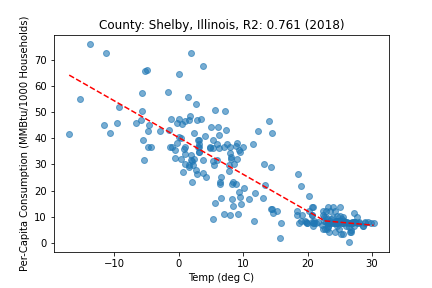 County: Shelby, Illinois, R2: 0.761 (2018)
Per-Capita Consumption (MMBtu/1000 Households)
70
60
50
40
30
20
10
0
−10 0 10 20 30
Temp (deg C)